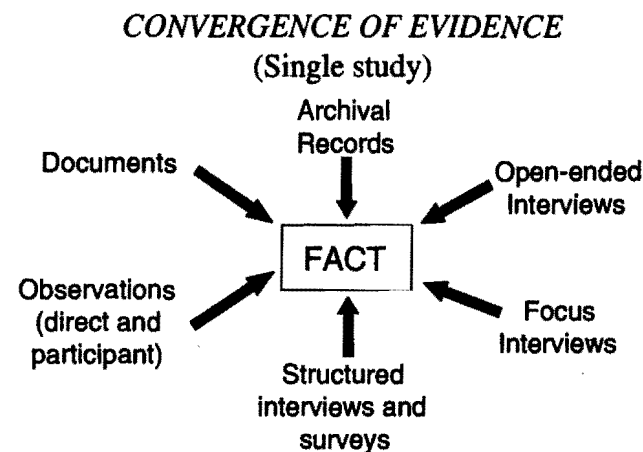 CONVERGENCE OF EVIDENCE
(Single study)
Archival
Records
Documents
Open-ended
Interviews
FACT
Observations
(direct and
participant)
Focus
Interviews
Structured
interviews and
surveys